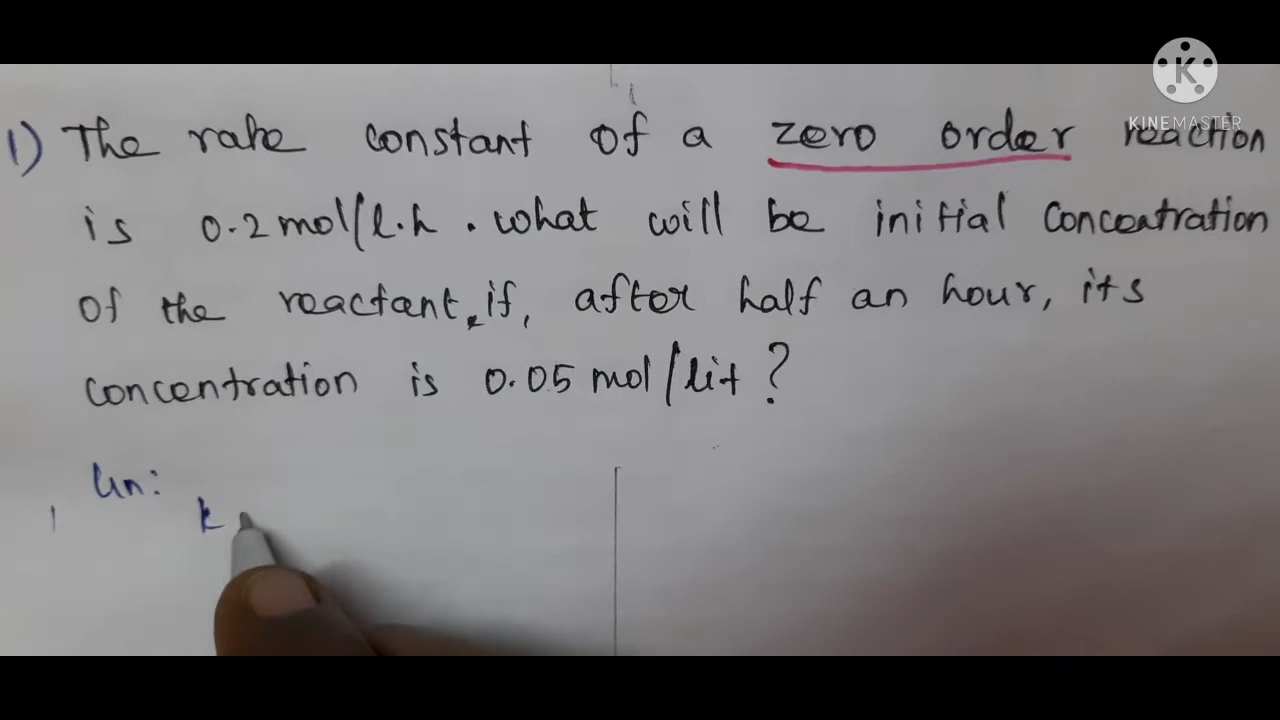 K
KINEMASTER
1) The rate constant of a zero order reaction
is 0.2 mol/l.h . what will be initial concentration
of the reactant, if, after half an hour, its
concentration is 0.05 mol/lit ?
Gn:
k